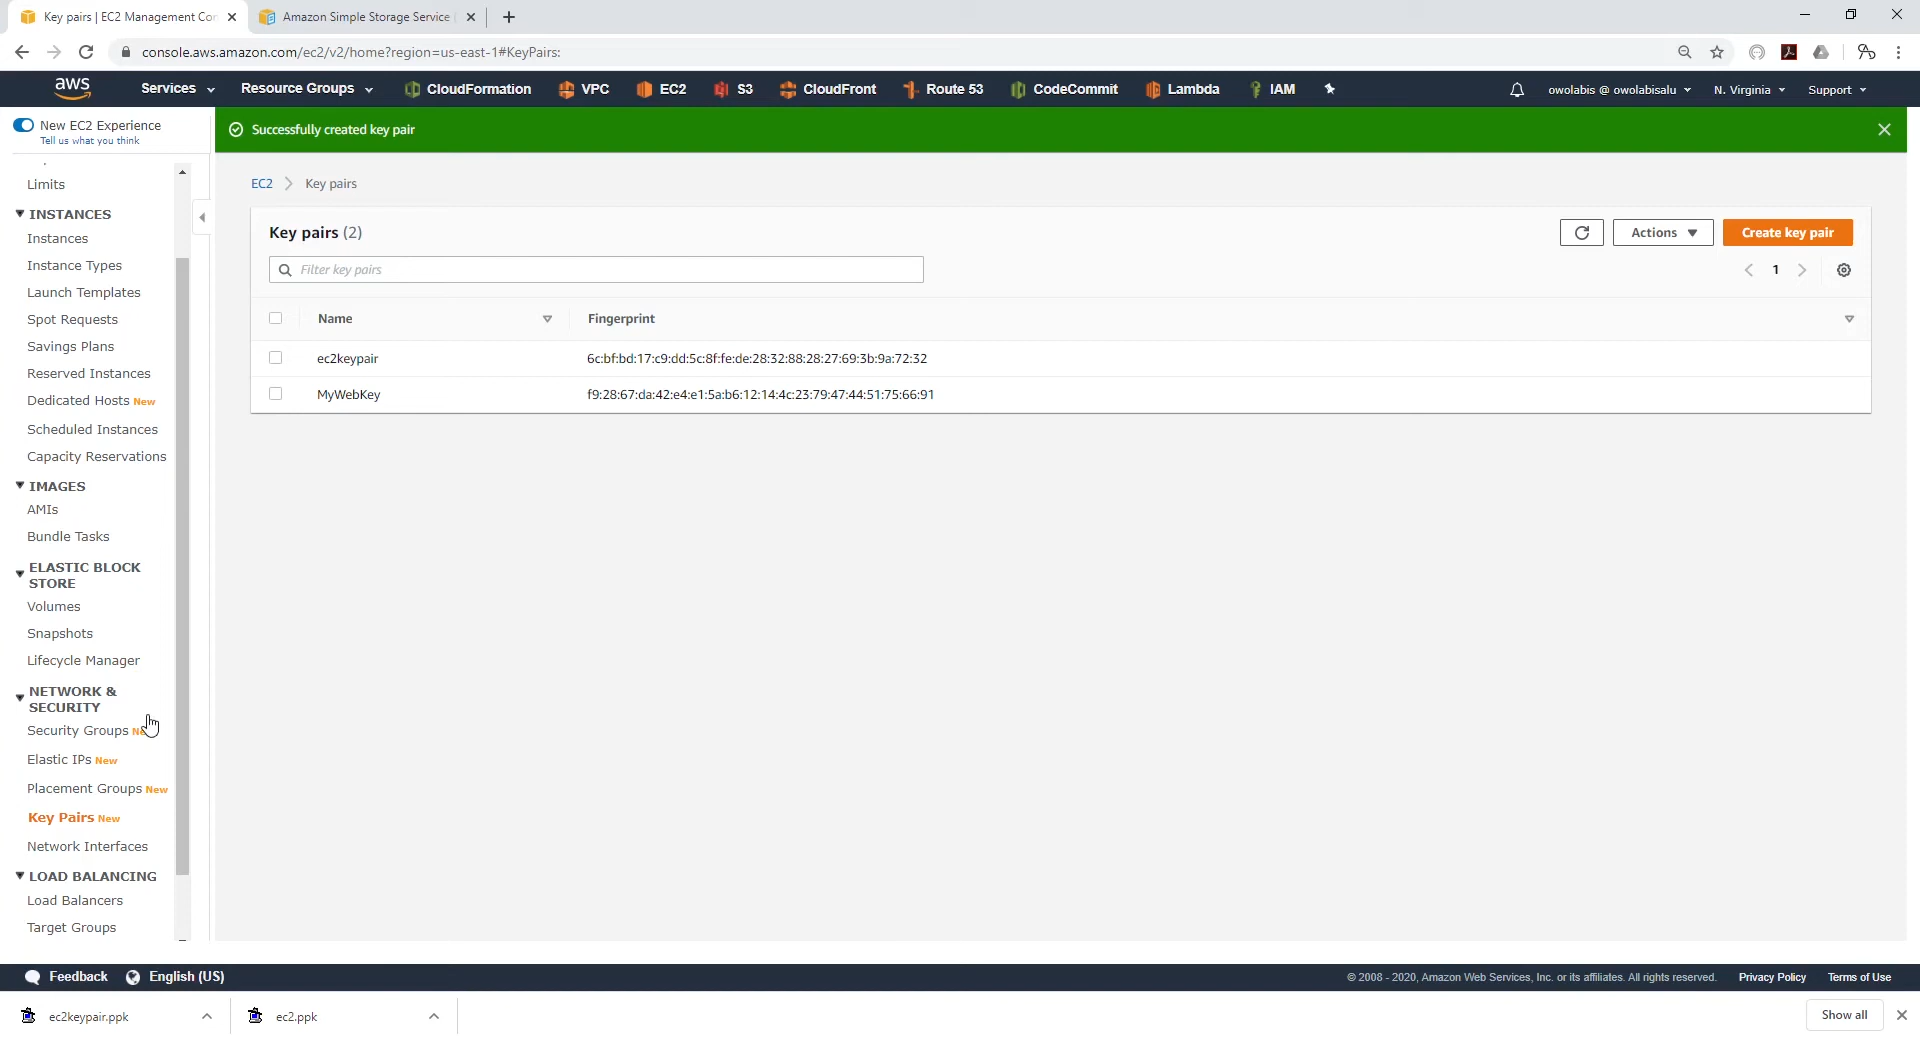 Key pairs | EC2 Management Con
Amazon Simple Storage Service (
console.aws.amazon.com/ec2/v2/home?region=us-east-1#KeyPairs:
aws
Services
Resource Groups
CloudFormation
VPC
EC2
S3
CloudFront
Route 53
CodeCommit
Lambda
IAM
owolabis @ owolabisalu
N. Virginia
Support
New EC2 Experience
Tell us what you think
Successfully created key pair
Limits
INSTANCES
Instances
Instance Types
Launch Templates
Spot Requests
Savings Plans
Reserved Instances
Dedicated Hosts New
Scheduled Instances
Capacity Reservations
IMAGES
AMIs
Bundle Tasks
ELASTIC BLOCK
STORE
Volumes
Snapshots
Lifecycle Manager
NETWORK &
SECURITY
Security Groups
Elastic IPs New
Placement Groups New
Key Pairs New
Network Interfaces
LOAD BALANCING
Load Balancers
Target Groups
EC2
Key pairs
Key pairs (2)
Actions
Create key pair
Filter key pairs
1
Name
Fingerprint
ec2keypair
6c:bf:bd:17:c9:dd:5c:8f:fe:de:28:32:88:28:27:69:3b:9a:72:32
MyWebKey
f9:28:67:da:42:e4:e1:5a:b6:12:14:4c:23:79:47:44:51:75:66:91
Feedback
English (US)
© 2008 - 2020, Amazon Web Services, Inc. or its affiliates. All rights reserved.
Privacy Policy
Terms of Use
ec2keypair.ppk
ec2.ppk
Show all